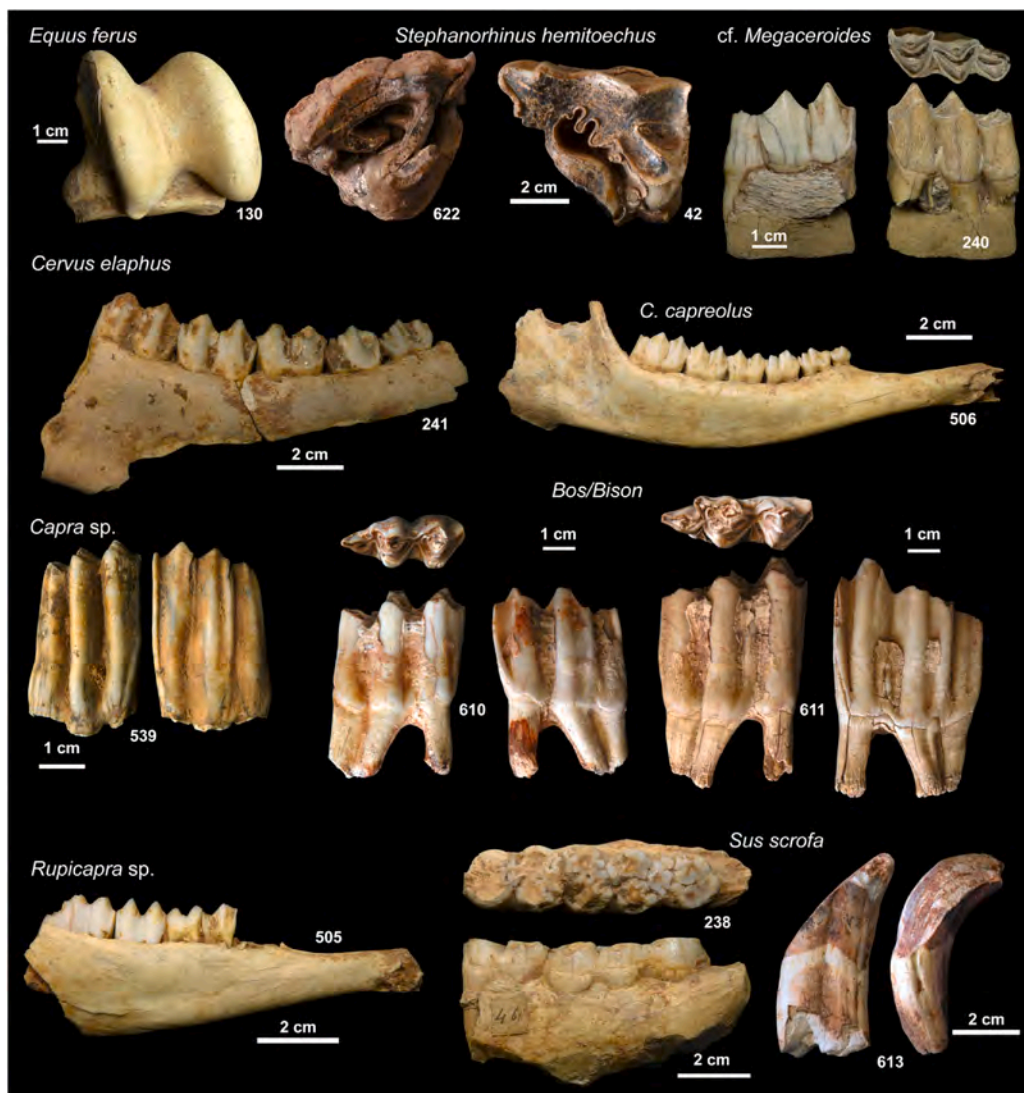 Equus ferus
Stephanorhinus hemitoechus
cf. Megaceroides
1 cm
130
622
2 cm
42
1 cm
240
Cervus elaphus
C. capreolus
2 cm
241
2 cm
506
Capra sp.
Bos/Bison
1 cm
1 cm
539
1 cm
610
611
Rupicapra sp.
Sus scrofa
505
2 cm
238
46
2 cm
613
2 cm